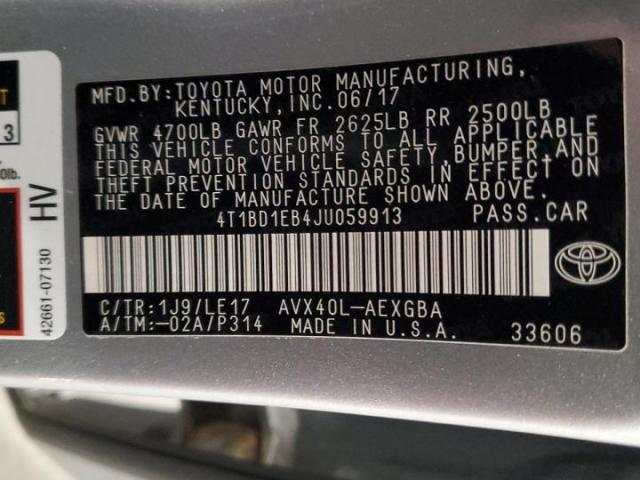 MFD.BY:TOYOTA MOTOR MANUFACTURING,
KENTUCKY,INC.06/17
GVWR 4700LB GAWR FR 2625LB RR 2500LB
THIS VEHICLE CONFORMS TO ALL APPLICABLE
FEDERAL MOTOR VEHICLE SAFETY,BUMPER,AND
THEFT PREVENTION STANDARDS IN EFFECT ON
THE DATE OF MANUFACTURE SHOWN ABOVE.
4T1BD1EB4JU059913 PASS.CAR
C/TR:1J9/LE17 AVX40L-AEXGBA
A/TM:-02A/P314 MADE IN U.S.A. 33606
3
0lb.
HV
42661-07130